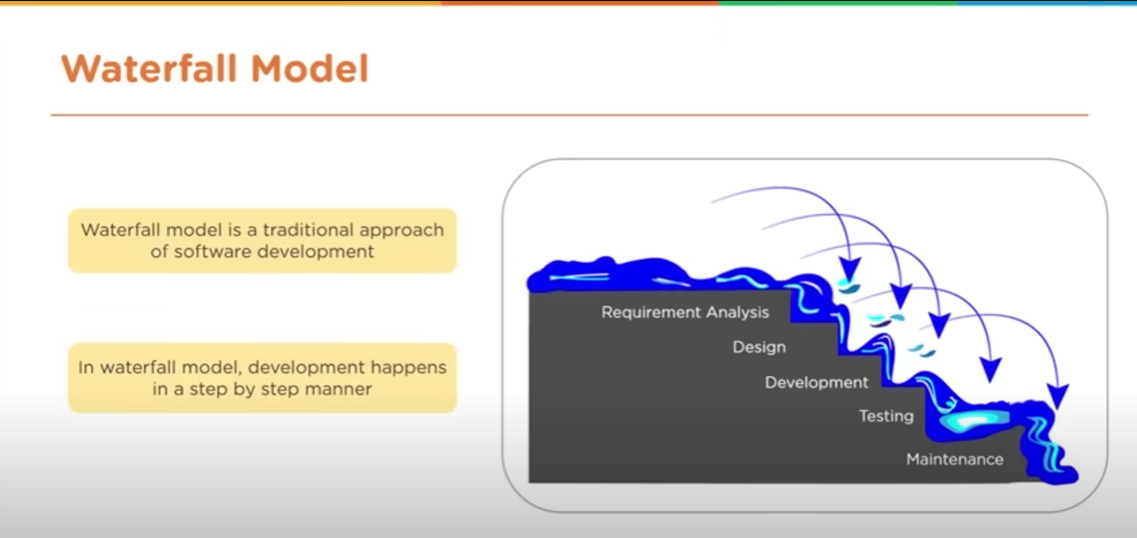 Waterfall Model
Waterfall model is a traditional approach
of software development
In waterfall model, development happens
in a step by step manner
Requirement Analysis
Design
Development
Testing
Maintenance